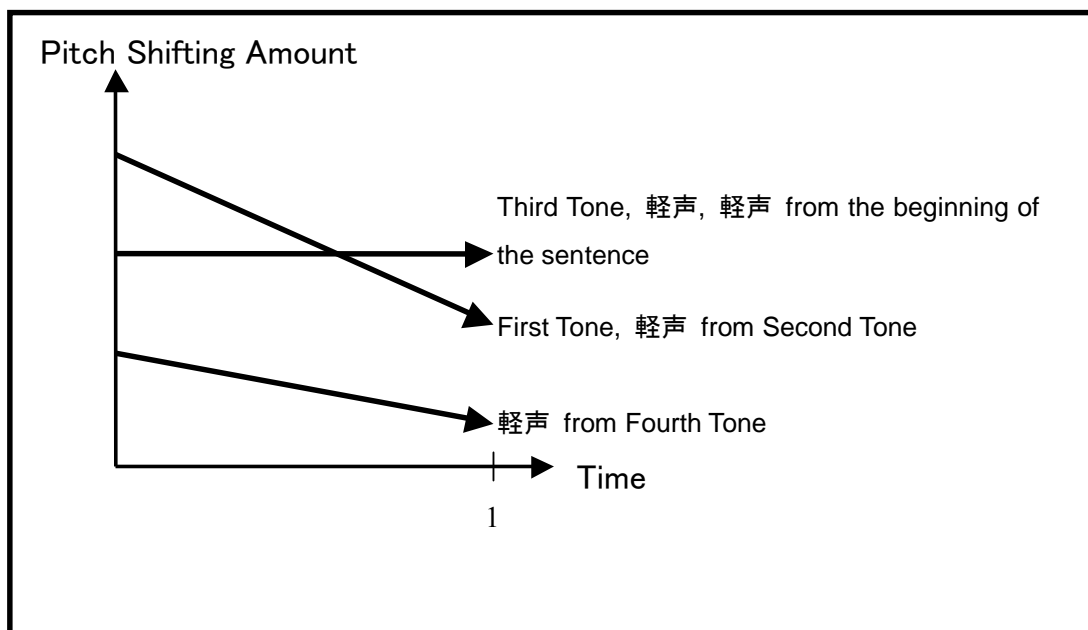 Pitch Shifting Amount
Third Tone, 軽声, 軽声 from the beginning of
the sentence
First Tone, 軽声 from Second Tone
軽声 from Fourth Tone
Time
1